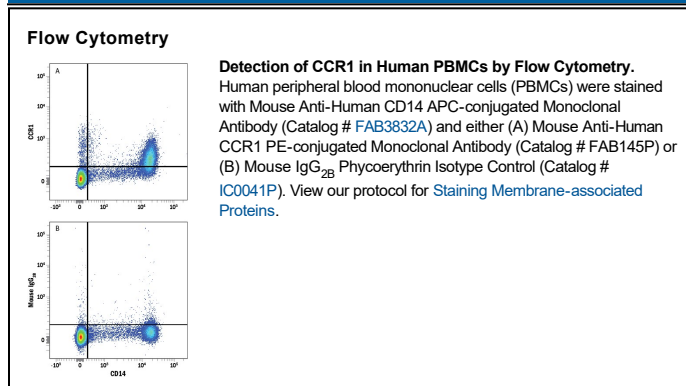 Flow Cytometry
Detection of CCR1 in Human PBMCs by Flow Cytometry.
Human peripheral blood mononuclear cells (PBMCs) were stained
with Mouse Anti-Human CD14 APC-conjugated Monoclonal
Antibody (Catalog # FAB3832A) and either (A) Mouse Anti-Human
CCR1 PE-conjugated Monoclonal Antibody (Catalog # FAB145P) or
(B) Mouse IgG2B Phycoerythrin Isotype Control (Catalog #
IC0041P). View our protocol for Staining Membrane-associated
Proteins.
A
CCR1
B
Mouse IgG2B
CD14